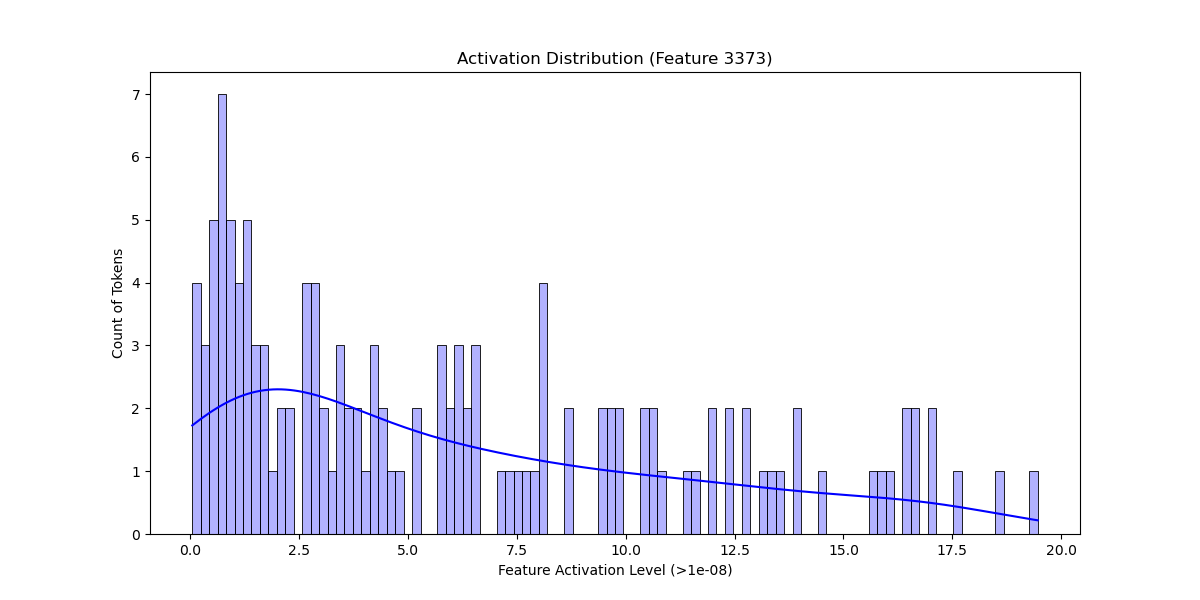 Activation Distribution (Feature 3373)
Count of Tokens
7
6
5
4
3
2
1
0
0.0 2.5 5.0 7.5 10.0 12.5 15.0 17.5 20.0
Feature Activation Level (>1e-08)